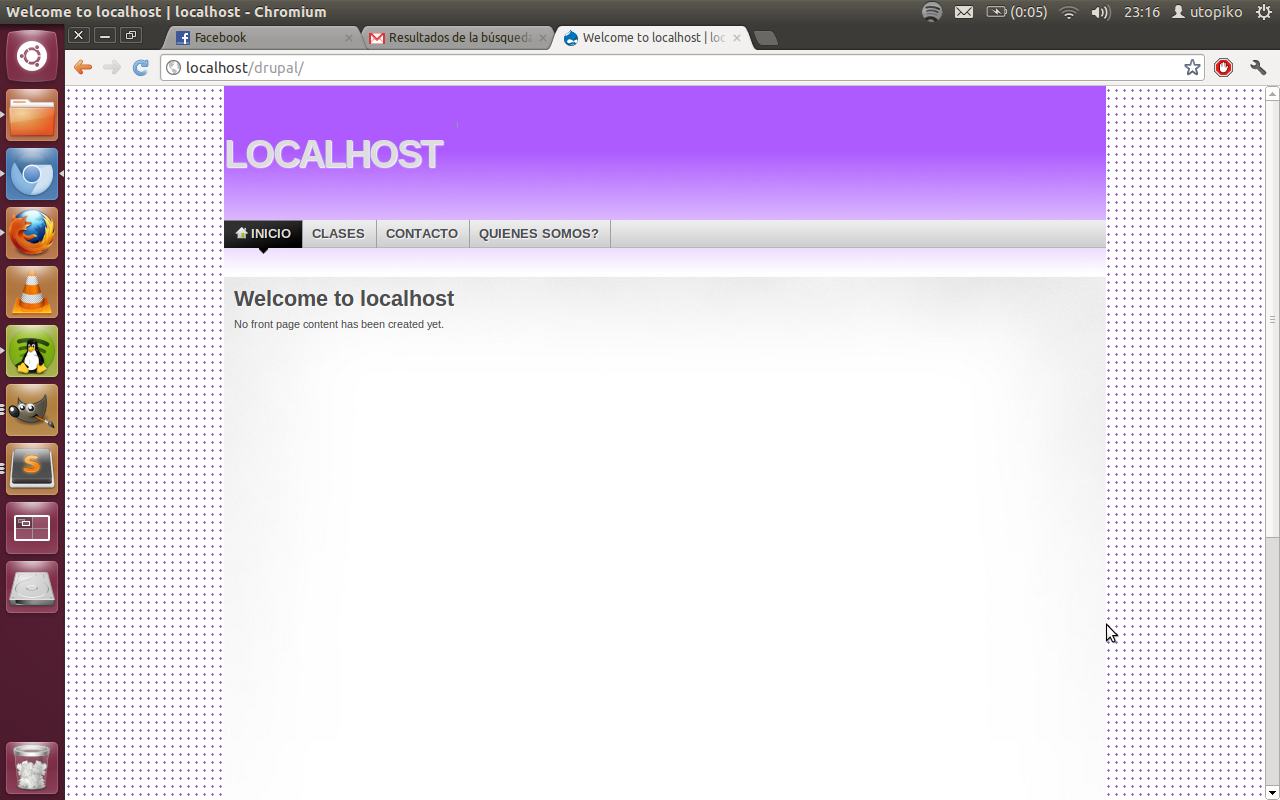 Welcome to localhost | localhost - Chromium
(0:05)
23:16
utopiko
Facebook
Resultados de la búsqueda
Welcome to localhost | loc
localhost/drupal/
LOCALHOST
INICIO
CLASES
CONTACTO
QUIENES SOMOS?
Welcome to localhost
No front page content has been created yet.
S